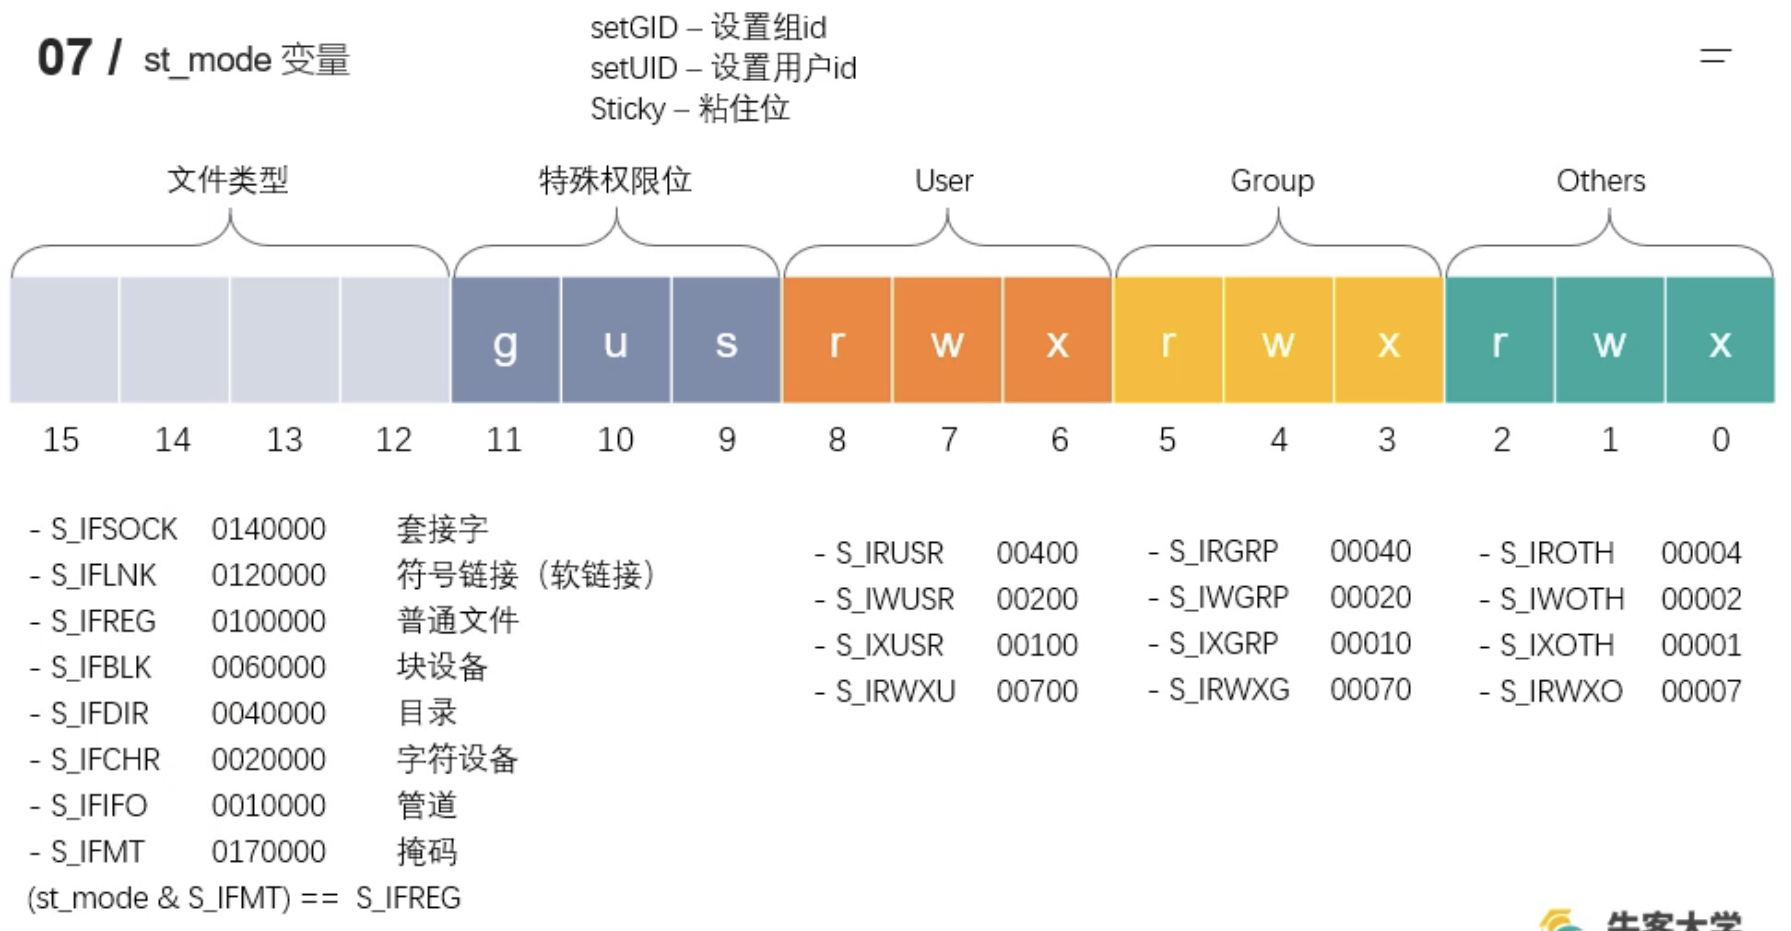 07 / st_mode 变量
setGID – 设置组id
setUID – 设置用户id
Sticky – 粘住位
文件类型 特殊权限位 User Group Others
g u s r w x r w x r w x
15 14 13 12 11 10 9 8 7 6 5 4 3 2 1 0
- S_IFSOCK 0140000 套接字
- S_IFLNK 0120000 符号链接（软链接）
- S_IFREG 0100000 普通文件
- S_IFBLK 0060000 块设备
- S_IFDIR 0040000 目录
- S_IFCHR 0020000 字符设备
- S_IFIFO 0010000 管道
- S_IFMT 0170000 掩码
(st_mode & S_IFMT) == S_IFREG
- S_IRUSR 00400
- S_IWUSR 00200
- S_IXUSR 00100
- S_IRWXU 00700
- S_IRGRP 00040
- S_IWGRP 00020
- S_IXGRP 00010
- S_IRWXG 00070
- S_IROTH 00004
- S_IWOTH 00002
- S_IXOTH 00001
- S_IRWXO 00007
牛客大学